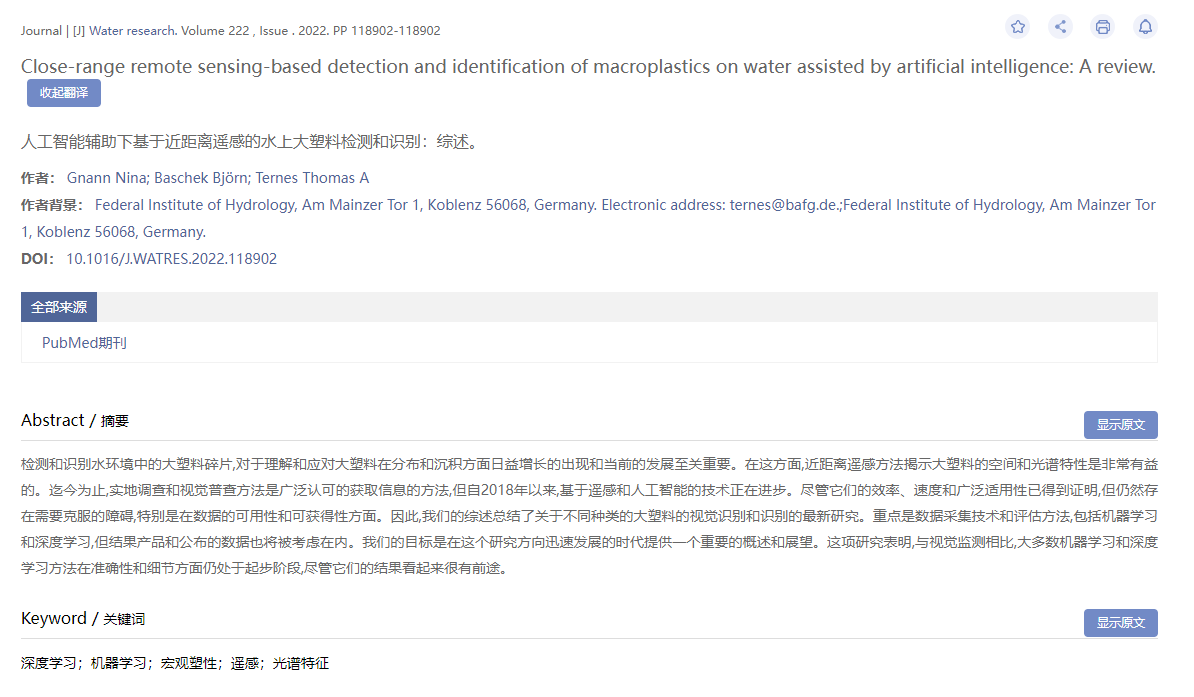 Journal | [J] Water research. Volume 222 , Issue . 2022. PP 118902-118902
Close-range remote sensing-based detection and identification of macroplastics on water assisted by artificial intelligence: A review.
收起翻译
人工智能辅助下基于近距离遥感的水上大塑料检测和识别：综述。
作者： Gnann Nina; Baschek Björn; Ternes Thomas A
作者背景： Federal Institute of Hydrology, Am Mainzer Tor 1, Koblenz 56068, Germany. Electronic address: ternes@bafg.de.;Federal Institute of Hydrology, Am Mainzer Tor
1, Koblenz 56068, Germany.
DOI： 10.1016/J.WATRES.2022.118902
全部来源
PubMed期刊
Abstract / 摘要
显示原文
检测和识别水环境中的大塑料碎片,对于理解和应对大塑料在分布和沉积方面日益增长的出现和当前的发展至关重要。在这方面,近距离遥感方法揭示大塑料的空间和光谱特性是非常有益
的。迄今为止,实地调查和视觉普查方法是广泛认可的获取信息的方法,但自2018年以来,基于遥感和人工智能的技术正在进步。尽管它们的效率、速度和广泛适用性已得到证明,但仍然存
在需要克服的障碍,特别是在数据的可用性和可获得性方面。因此,我们的综述总结了关于不同种类的大塑料的视觉识别和识别的最新研究。重点是数据采集技术和评估方法,包括机器学习
和深度学习,但结果产品和公布的数据也将被考虑在内。我们的目标是在这个研究方向迅速发展的时代提供一个重要的概述和展望。这项研究表明,与视觉监测相比,大多数机器学习和深度
学习方法在准确性和细节方面仍处于起步阶段,尽管它们的结果看起来很有前途。
Keyword / 关键词
显示原文
深度学习；机器学习；宏观塑性；遥感；光谱特征